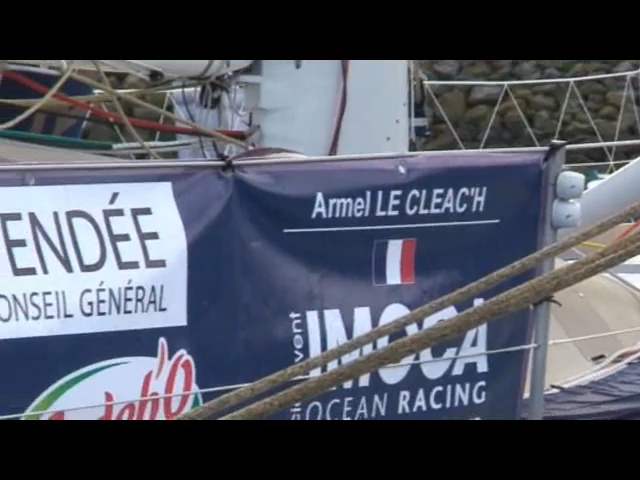 ENDÉE
ONSEIL GÉNÉRAL
Armel LE CLEAC'H
IMOCA
OCEAN RACING